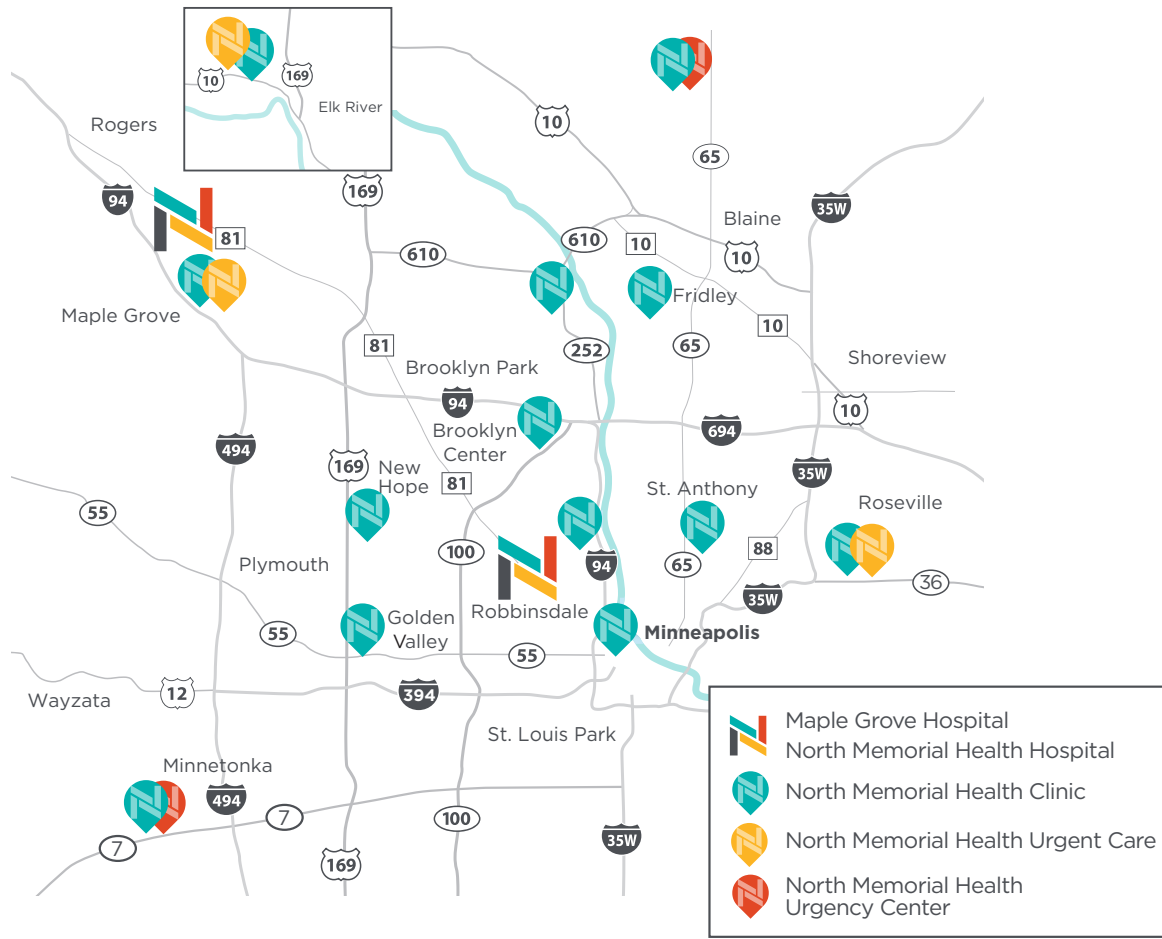 10
169
Elk River
Rogers
10
65
94
169
35W
81
Blaine
610
610
10
10
Fridley
Maple Grove
10
81
252
65
Shoreview
Brooklyn Park
94
10
Brooklyn
Center
694
494
169
New
Hope
81
35W
St. Anthony
Roseville
55
100
94
88
65
36
Plymouth
35W
Robbinsdale
Golden
Valley
55
55
Minneapolis
Wayzata
12
394
St. Louis Park
Minnetonka
494
7
100
7
35W
169
Maple Grove Hospital
North Memorial Health Hospital
North Memorial Health Clinic
North Memorial Health Urgent Care
North Memorial Health
Urgency Center